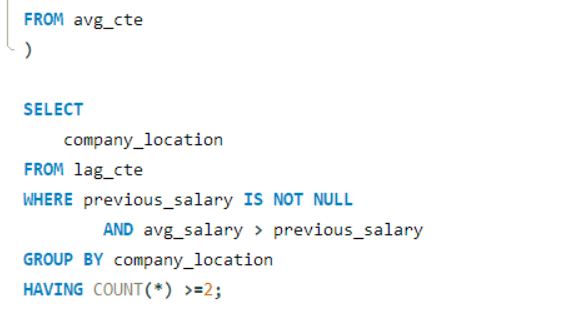 FROM avg_cte
)
SELECT
company_location
FROM lag_cte
WHERE previous_salary IS NOT NULL
AND avg_salary > previous_salary
GROUP BY company_location
HAVING COUNT(*) >=2;